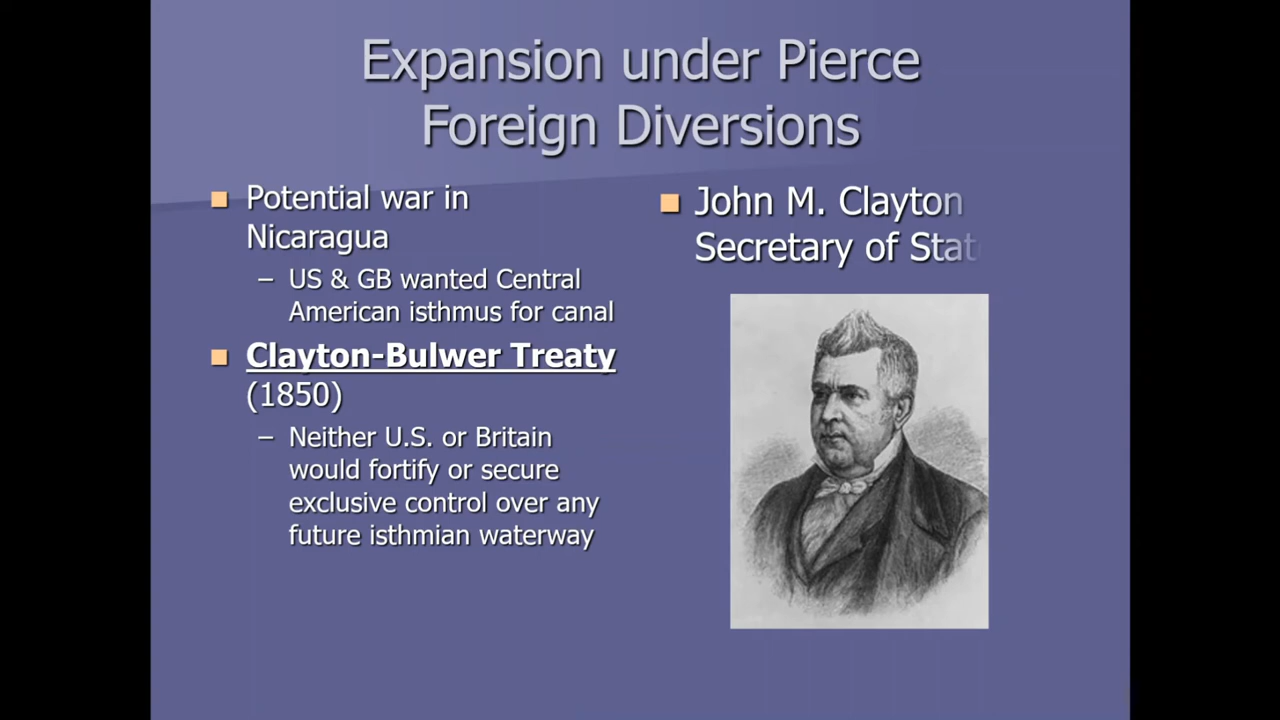 Expansion under Pierce
Foreign Diversions
Potential war in
Nicaragua
– US & GB wanted Central
American isthmus for canal
Clayton-Bulwer Treaty
(1850)
– Neither U.S. or Britain
would fortify or secure
exclusive control over any
future isthmian waterway
John M. Clayton
Secretary of Stat